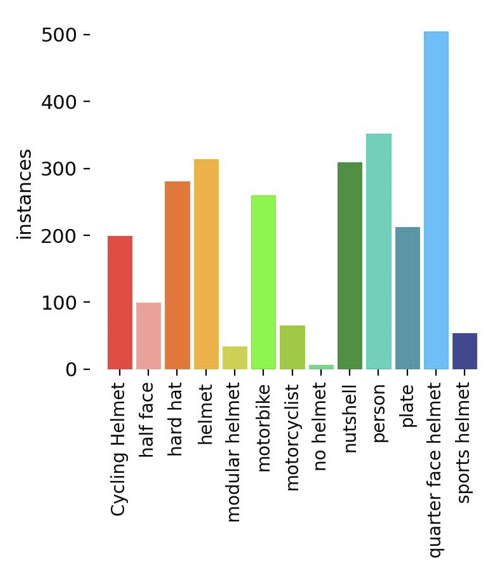 500
400
300
200
100
0
instances
Cycling Helmet
half face
hard hat
helmet
modular helmet
motorbike
motorcyclist
no helmet
nutshell
person
plate
quarter face helmet
sports helmet